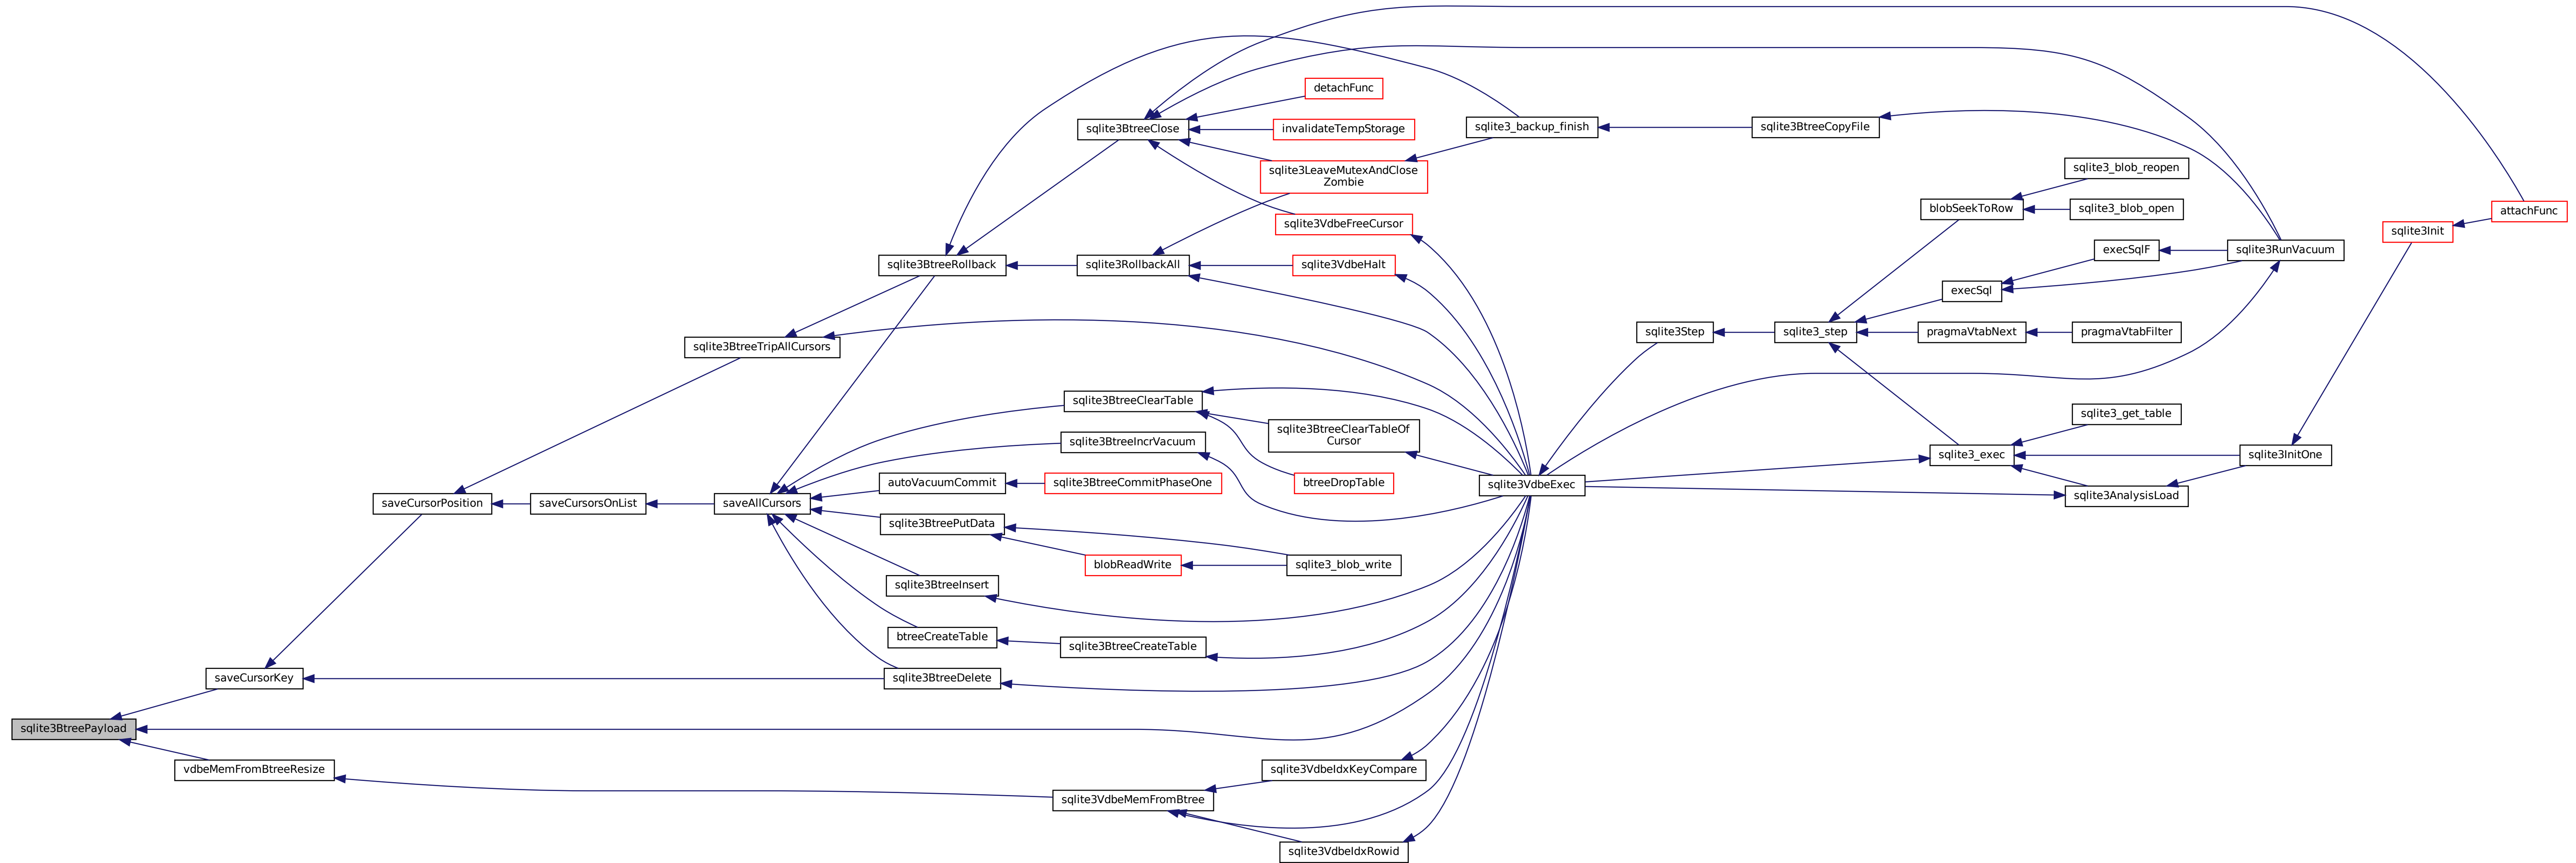 sqlite3BtreePayload
saveCursorKey
vdbeMemFromBtreeResize
saveCursorPosition
saveCursorsOnList
sqlite3BtreeTripAllCursors
saveAllCursors
sqlite3BtreeRollback
autoVacuumCommit
sqlite3BtreePutData
sqlite3BtreeInsert
btreeCreateTable
sqlite3BtreeDelete
sqlite3BtreeClose
sqlite3RollbackAll
sqlite3BtreeClearTable
sqlite3BtreeIncrVacuum
sqlite3BtreeCommitPhaseOne
blobReadWrite
sqlite3BtreeCreateTable
sqlite3VdbeMemFromBtree
detachFunc
invalidateTempStorage
sqlite3LeaveMutexAndClose
Zombie
sqlite3VdbeFreeCursor
sqlite3VdbeHalt
sqlite3BtreeClearTableOf
Cursor
btreeDropTable
sqlite3_blob_write
sqlite3VdbeIdxKeyCompare
sqlite3VdbeIdxRowid
sqlite3_backup_finish
sqlite3VdbeExec
sqlite3Step
sqlite3BtreeCopyFile
sqlite3_step
blobSeekToRow
execSql
pragmaVtabNext
sqlite3_exec
sqlite3_blob_reopen
sqlite3_blob_open
execSqlF
pragmaVtabFilter
sqlite3_get_table
sqlite3AnalysisLoad
sqlite3RunVacuum
sqlite3InitOne
sqlite3Init
attachFunc